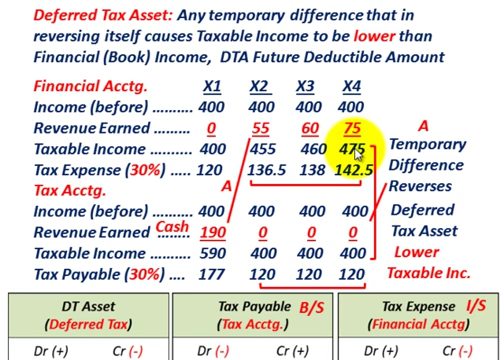 Deferred Tax Asset: Any temporary difference that in
reversing itself causes Taxable Income to be lower than
Financial (Book) Income, DTA Future Deductible Amount
Financial Acctg. X1 X2 X3 X4
Income (before) .......... 400 400 400 400
Revenue Earned ........ 0 55 60 75 A
Taxable Income ........ 400 455 460 475 Temporary
Tax Expense (30%) .... 120 136.5 138 142.5 Difference
Tax Acctg. A Reverses
Income (before) .......... 400 400 400 400 Deferred
Revenue Earned Cash ........ 190 0 0 0 Tax Asset
Taxable Income .......... 590 400 400 400 Lower
Tax Payable (30%) .... 177 120 120 120 Taxable Inc.
DT Asset Tax Payable B/S Tax Expense I/S
(Deferred Tax) (Tax Acctg.) (Financial Acctg)
Dr (+) Cr (-) Dr (-) Cr (+) Dr (+) Cr (-)